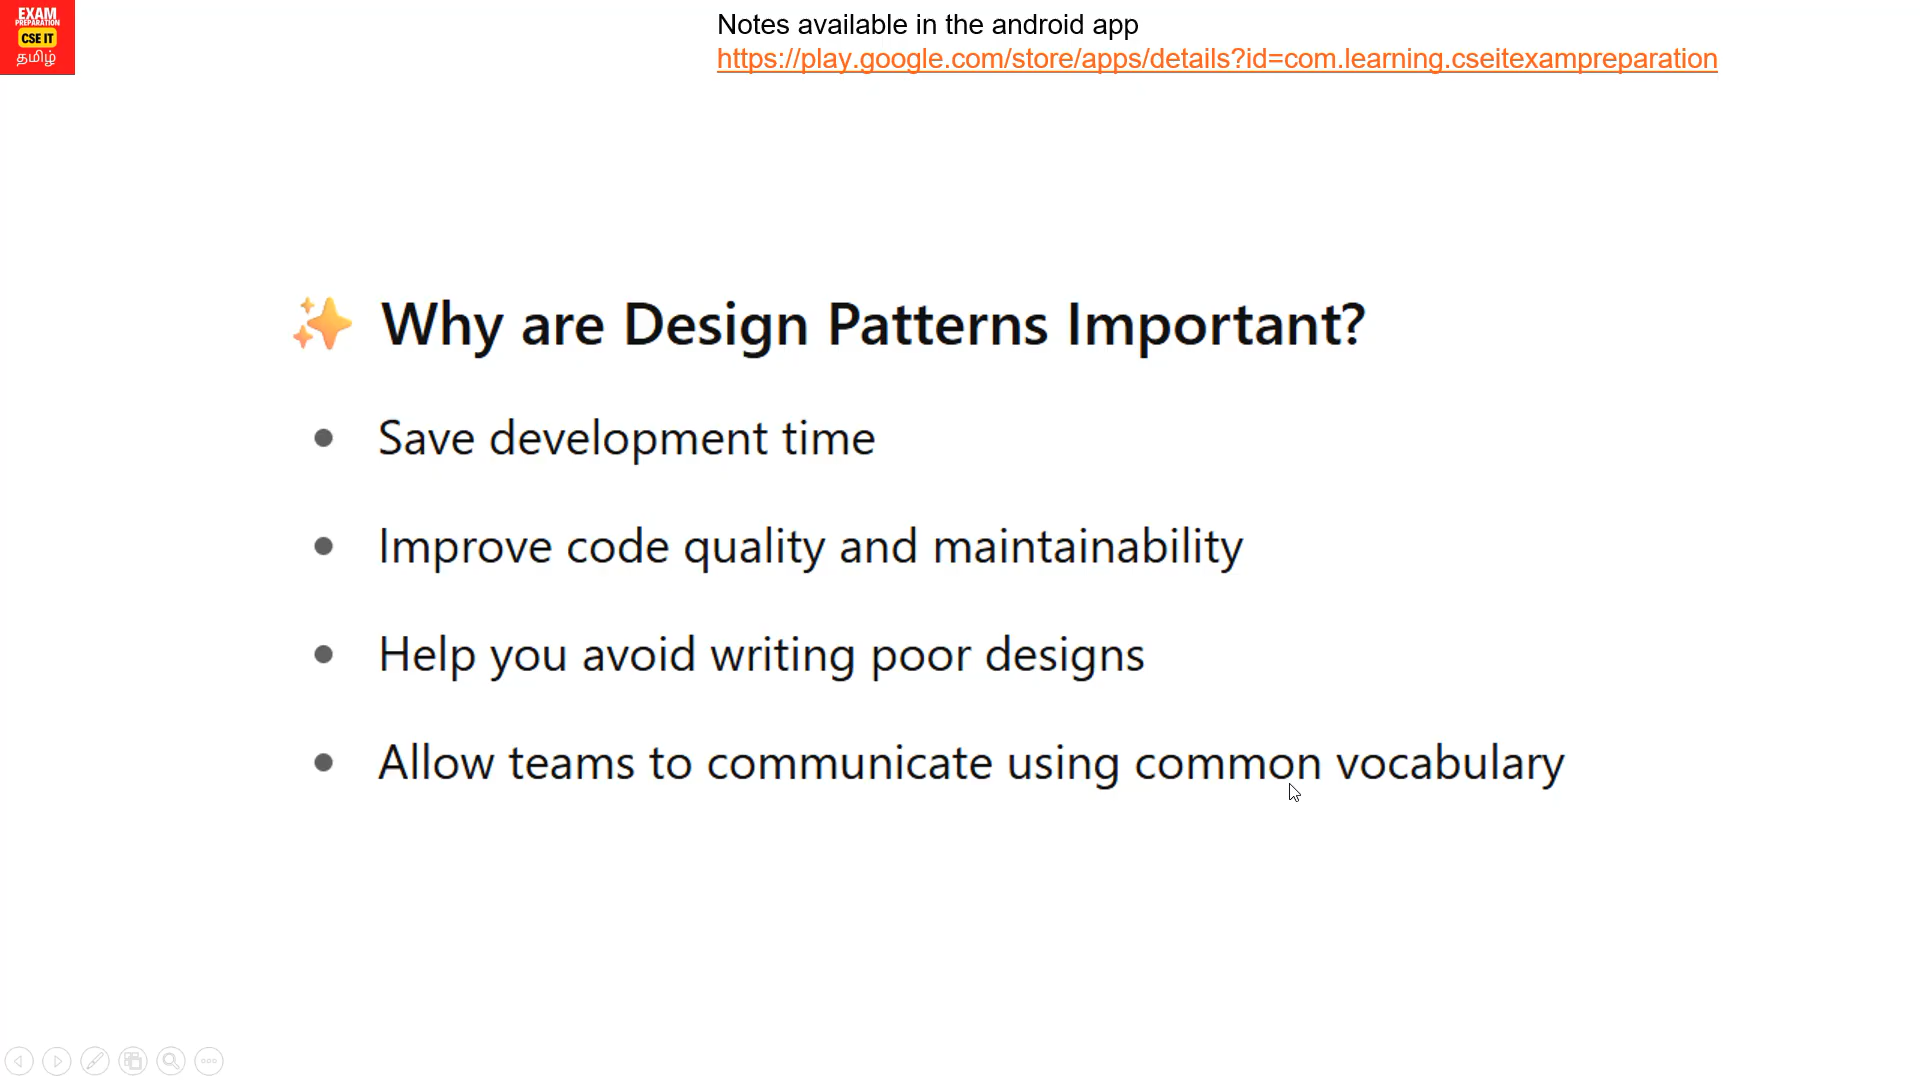 EXAM
PREPARATION
CSE IT
தமிழ்
Notes available in the android app
https://play.google.com/store/apps/details?id=com.learning.cseitexampreparation
Why are Design Patterns Important?
Save development time
Improve code quality and maintainability
Help you avoid writing poor designs
Allow teams to communicate using common vocabulary